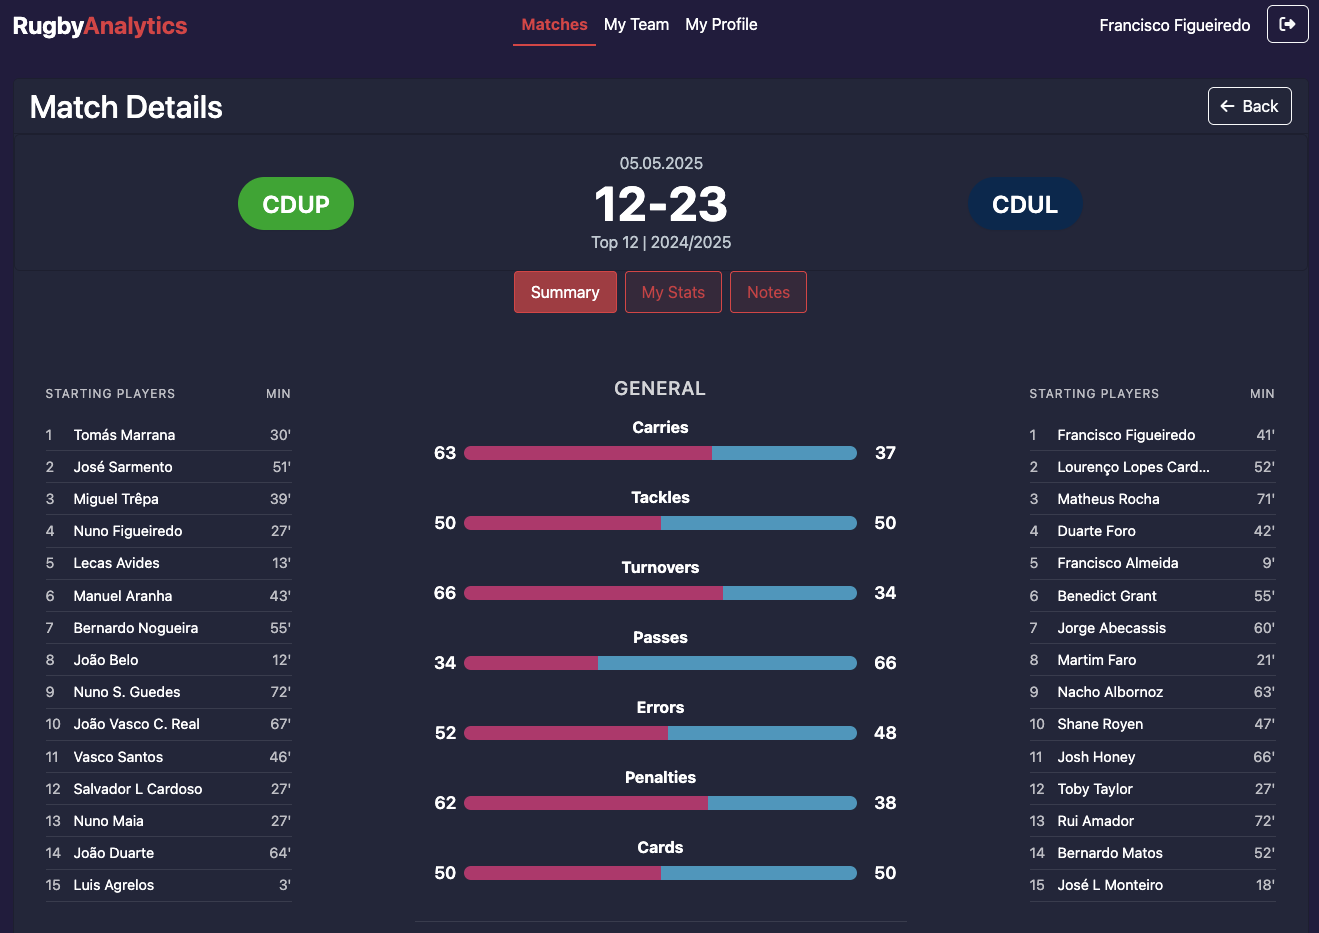 RugbyAnalytics
Matches My Team My Profile
Francisco Figueiredo
Match Details
Back
05.05.2025
CDUP 12-23 CDUL
Top 12 | 2024/2025
Summary My Stats Notes
STARTING PLAYERS MIN
1 Tomás Marrana 30'
2 José Sarmento 51'
3 Miguel Trêpa 39'
4 Nuno Figueiredo 27'
5 Lecas Avides 13'
6 Manuel Aranha 43'
7 Bernardo Nogueira 55'
8 João Belo 12'
9 Nuno S. Guedes 72'
10 João Vasco C. Real 67'
11 Vasco Santos 46'
12 Salvador L Cardoso 27'
13 Nuno Maia 27'
14 João Duarte 64'
15 Luis Agrelos 3'
GENERAL
Carries
63 37
Tackles
50 50
Turnovers
66 34
Passes
34 66
Errors
52 48
Penalties
62 38
Cards
50 50
STARTING PLAYERS MIN
1 Francisco Figueiredo 41'
2 Lourenço Lopes Card... 52'
3 Matheus Rocha 71'
4 Duarte Foro 42'
5 Francisco Almeida 9'
6 Benedict Grant 55'
7 Jorge Abecassis 60'
8 Martim Faro 21'
9 Nacho Albornoz 63'
10 Shane Royen 47'
11 Josh Honey 66'
12 Toby Taylor 27'
13 Rui Amador 72'
14 Bernardo Matos 52'
15 José L Monteiro 18'